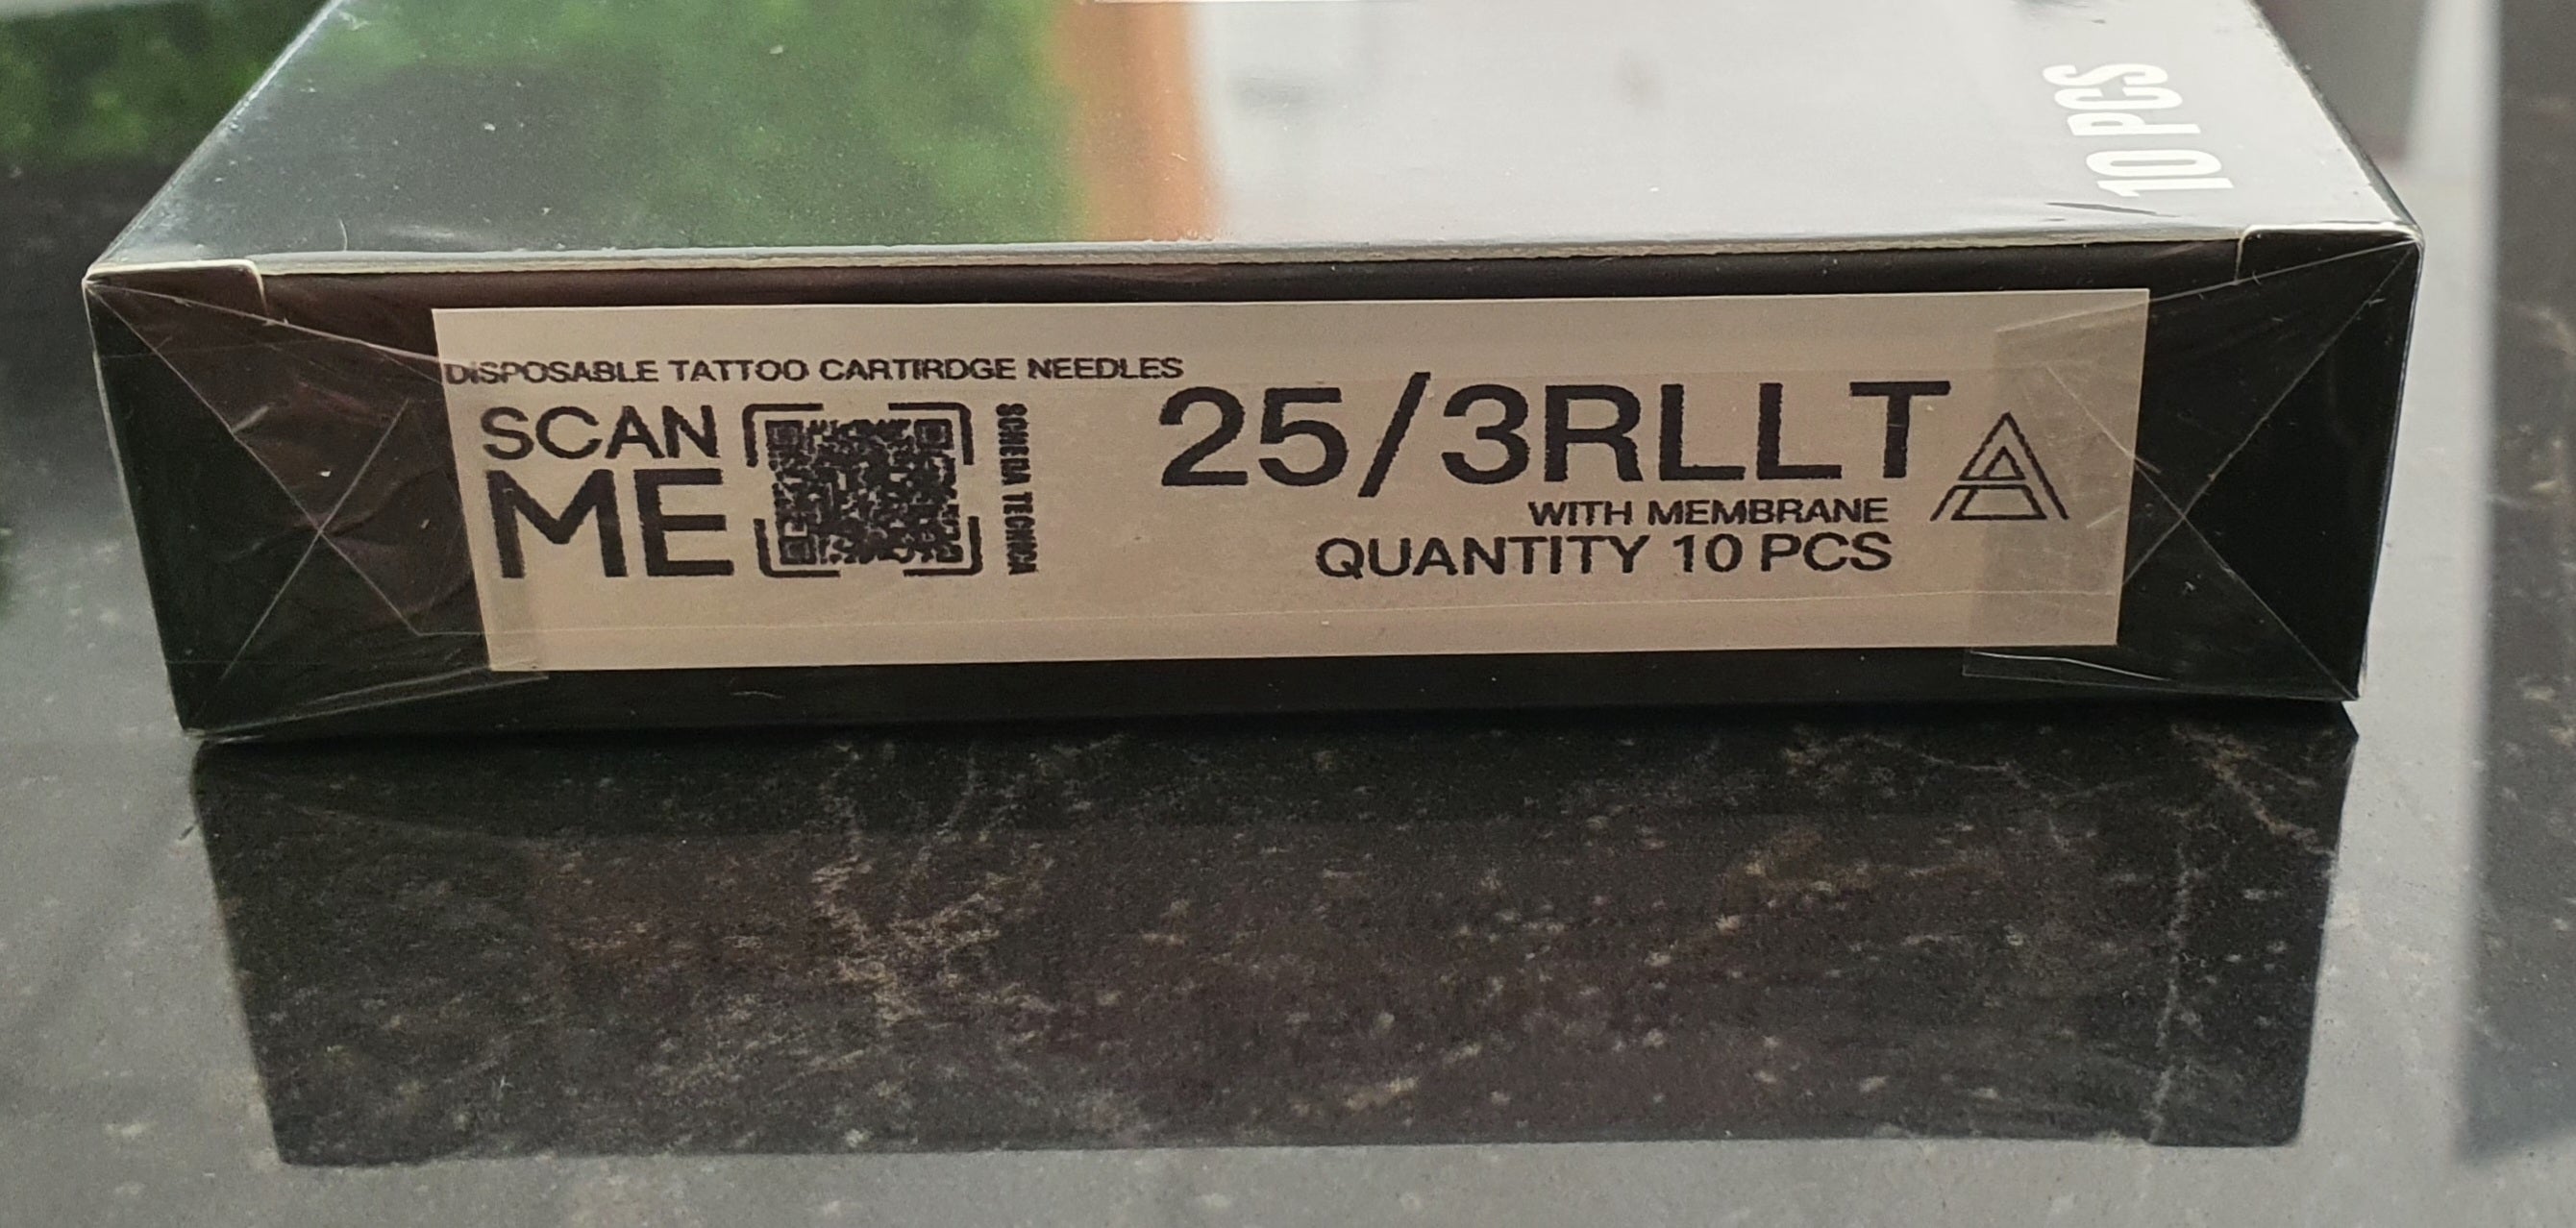 10 PCS
DISPOSABLE TATTOO CARTIRDGE NEEDLES
SCAN
ME
SCHEDA TECNICA
25/3RLLT
WITH MEMBRANE
QUANTITY 10 PCS